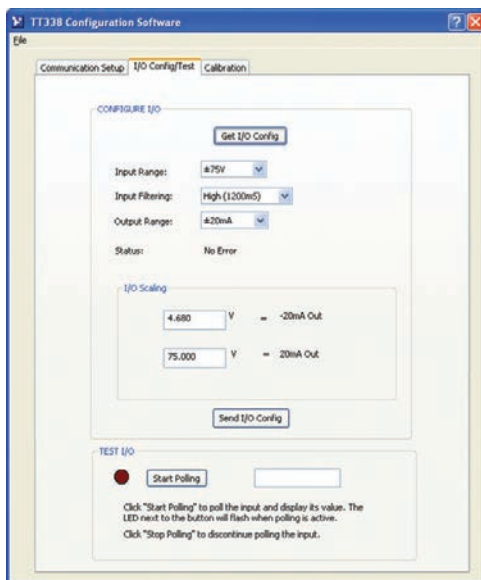 TT338 Configuration Software
File
Communication Setup I/O Config/Test Calibration
CONFIGURE I/O
Get I/O Config
Input Range: ±75V
Input Filtering: High (1200mS)
Output Range: ±20mA
Status: No Error
I/O Scaling
4.680 V = -20mA Out
75.000 V = 20mA Out
Send I/O Config
TEST I/O
Start Polling
Click "Start Polling" to poll the input and display its value. The
LED next to the button will flash when polling is active.
Click "Stop Polling" to discontinue polling the input.